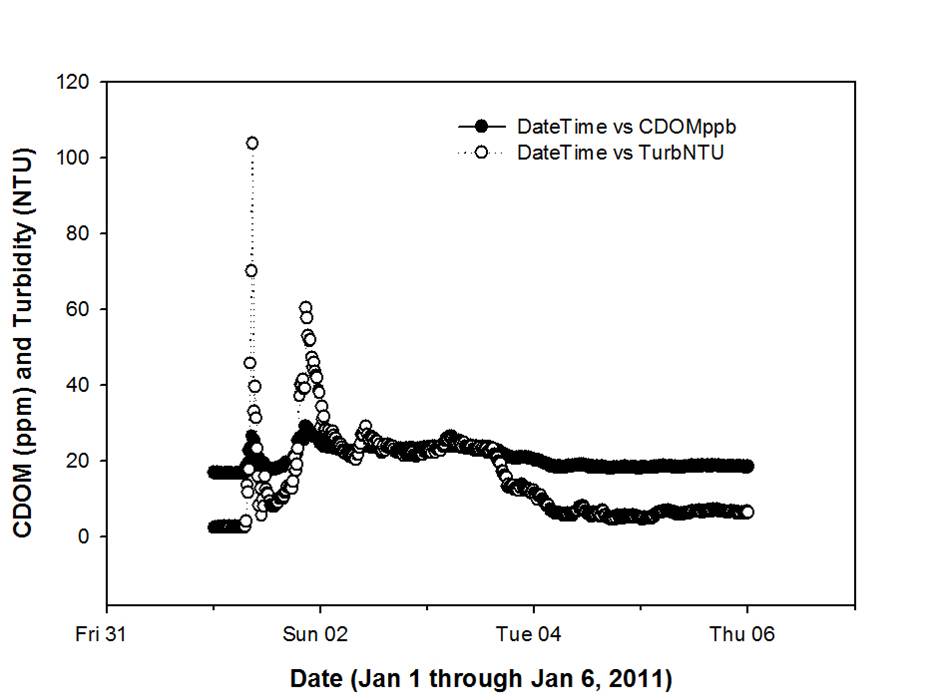 120
100
80
60
40
20
0
CDOM (ppm) and Turbidity (NTU)
DateTime vs CDOMppb
DateTime vs TurbNTU
Fri 31 Sun 02 Tue 04 Thu 06
Date (Jan 1 through Jan 6, 2011)